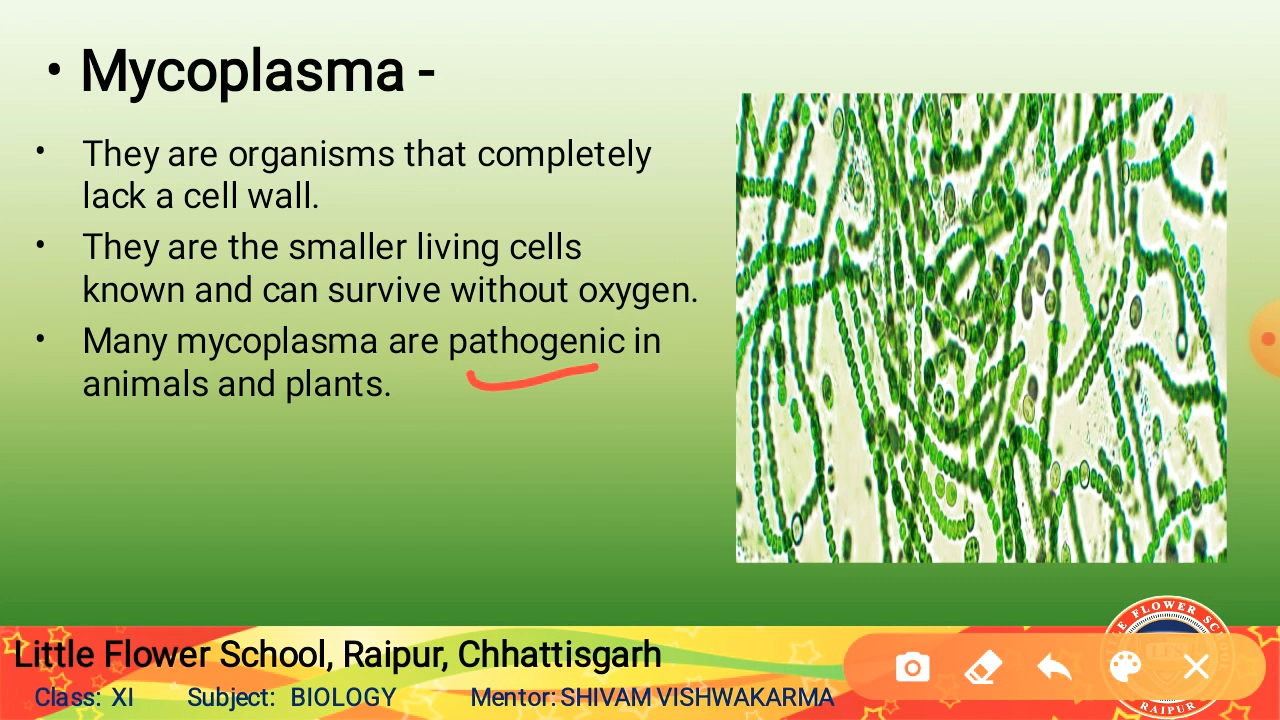 • Mycoplasma -
• They are organisms that completely
lack a cell wall.
• They are the smaller living cells
known and can survive without oxygen.
• Many mycoplasma are pathogenic in
animals and plants.
Little Flower School, Raipur, Chhattisgarh
Class: XI Subject: BIOLOGY Mentor: SHIVAM VISHWAKARMA
FLOWER
RAIPUR